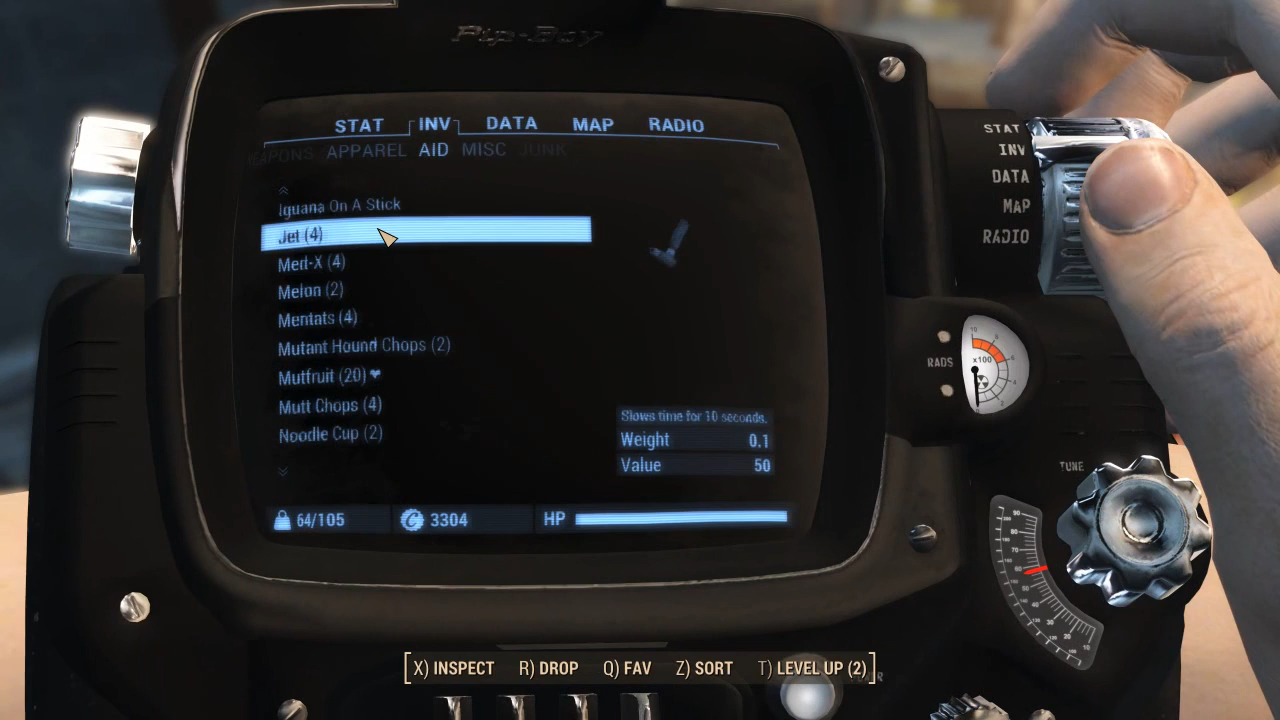 Pip-Boy
STAT INV DATA MAP RADIO
WEAPONS APPAREL AID MISC JUNK
Iguana On A Stick
Jet (4)
Med-X (4)
Melon (2)
Mentats (4)
Mutant Hound Chops (2)
Mutfruit (20)
Mutt Chops (4)
Noodle Cup (2)
Slows time for 10 seconds.
Weight 0.1
Value 50
64/105 3304 HP
STAT
INV
DATA
MAP
RADIO
RADS
x100
TUNE
X) INSPECT R) DROP Q) FAV Z) SORT T) LEVEL UP (2)